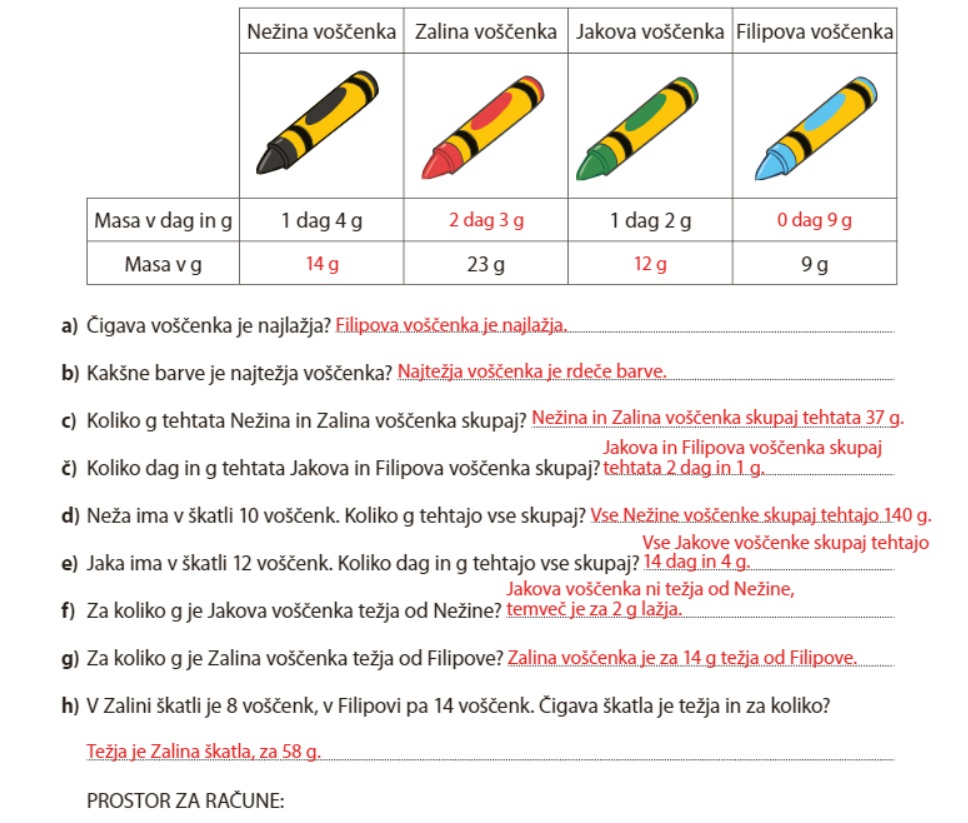 Nežina voščenka Zalina voščenka Jakova voščenka Filipova voščenka
Masa v dag in g 1 dag 4 g 2 dag 3 g 1 dag 2 g 0 dag 9 g
Masa v g 14 g 23 g 12 g 9 g
a) Čigava voščenka je najlažja? Filipova voščenka je najlažja.
b) Kakšne barve je najtežja voščenka? Najtežja voščenka je rdeče barve.
c) Koliko g tehtata Nežina in Zalina voščenka skupaj? Nežina in Zalina voščenka skupaj tehtata 37 g.
Jakova in Filipova voščenka skupaj
č) Koliko dag in g tehtata Jakova in Filipova voščenka skupaj? tehtata 2 dag in 1 g.
d) Neža ima v škatli 10 voščenk. Koliko g tehtajo vse skupaj? Vse Nežine voščenke skupaj tehtajo 140 g.
Vse Jakove voščenke skupaj tehtajo
e) Jaka ima v škatli 12 voščenk. Koliko dag in g tehtajo vse skupaj? 14 dag in 4 g.
Jakova voščenka ni težja od Nežine,
f) Za koliko g je Jakova voščenka težja od Nežine? temveč je za 2 g lažja.
g) Za koliko g je Zalina voščenka težja od Filipove? Zalina voščenka je za 14 g težja od Filipove.
h) V Zalini škatli je 8 voščenk, v Filipovi pa 14 voščenk. Čigava škatla je težja in za koliko?
Težja je Zalina škatla, za 58 g.
PROSTOR ZA RAČUNE: